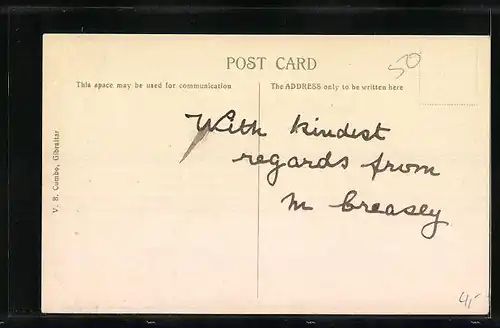 POST CARD
50
This space may be used for communication
The ADDRESS only to be written here
With kindest
regards from
M Creasey
V. B. Cumbo, Gibraltar
4,-